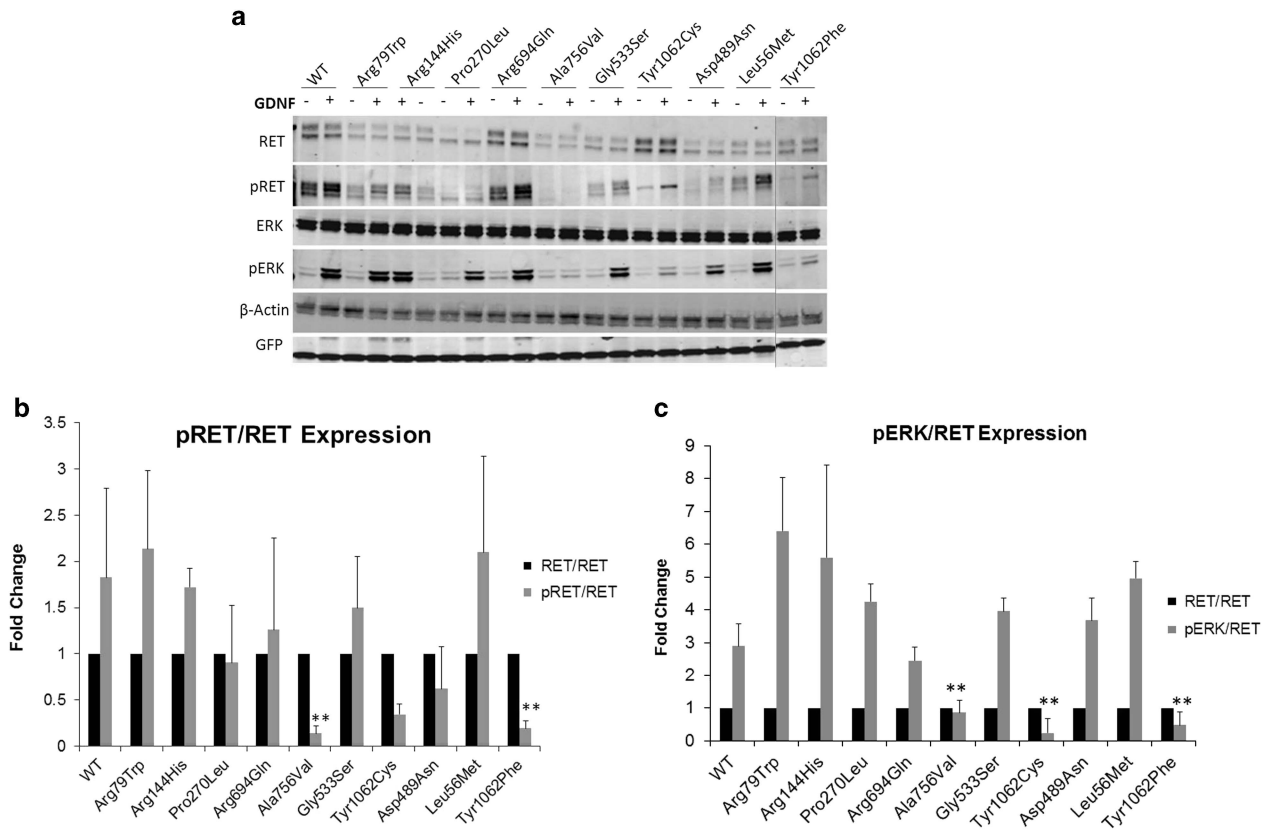 a
WT Arg79Trp Arg144His Pro270Leu Arg694Gln Ala756Val Gly533Ser Tyr1062Cys Asp489Asn Leu56Met Tyr1062Phe
GDNF - + - + + - - + - + - + - + - + - + - + - +
RET
pRET
ERK
pERK
β-Actin
GFP
b
pRET/RET Expression
Fold Change
3.5
3
2.5
2
1.5
1
0.5
0
** **
RET/RET
pRET/RET
WT Arg79Trp Arg144His Pro270Leu Arg694Gln Ala756Val Gly533Ser Tyr1062Cys Asp489Asn Leu56Met Tyr1062Phe
c
pERK/RET Expression
Fold Change
9
8
7
6
5
4
3
2
1
0
** ** **
RET/RET
pERK/RET
WT Arg79Trp Arg144His Pro270Leu Arg694Gln Ala756Val Gly533Ser Tyr1062Cys Asp489Asn Leu56Met Tyr1062Phe